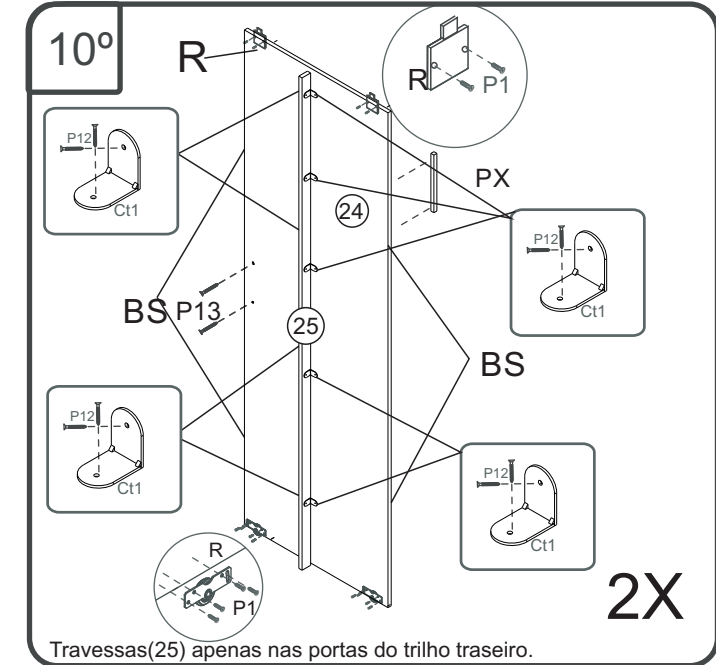 10º
R
R
P1
P12
Ct1
PX
24
P12
Ct1
BS
P13
25
BS
P12
Ct1
P12
Ct1
R
P1
2X
Travessas(25) apenas nas portas do trilho traseiro.